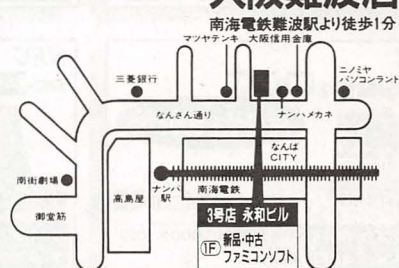 大阪難波店
南海電鉄難波駅より徒歩1分
マツヤデンキ
大阪信用金庫
三菱銀行
ニノミヤ
パソコンランド
なんさん通り
ナンバメガネ
なんば
CITY
南街劇場
高島屋
ナンバ
駅
南海電鉄
御堂筋
3号店 永和ビル
1F 新品・中古
ファミコンソフト